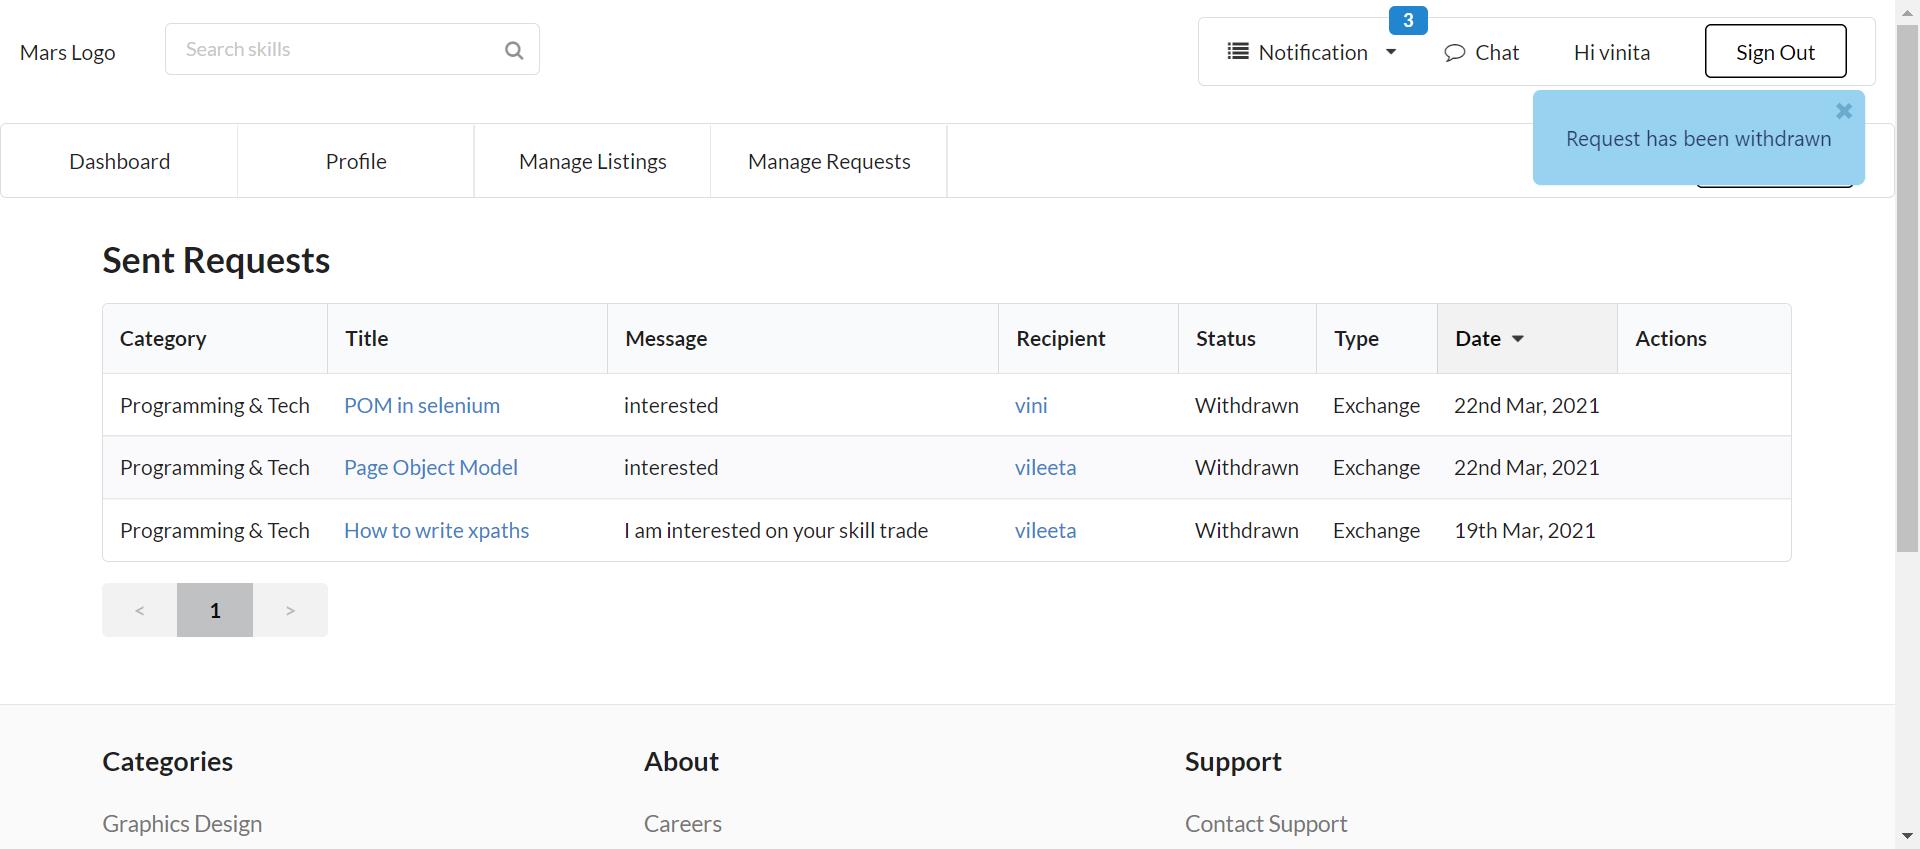 Mars Logo
Search skills
3
Notification
Chat
Hi vinita
Sign Out
Request has been withdrawn
Dashboard
Profile
Manage Listings
Manage Requests
Sent Requests
Category Title Message Recipient Status Type Date Actions
Programming & Tech POM in selenium interested vini Withdrawn Exchange 22nd Mar, 2021
Programming & Tech Page Object Model interested vileeta Withdrawn Exchange 22nd Mar, 2021
Programming & Tech How to write xpaths I am interested on your skill trade vileeta Withdrawn Exchange 19th Mar, 2021
< 1 >
Categories About Support
Graphics Design Careers Contact Support